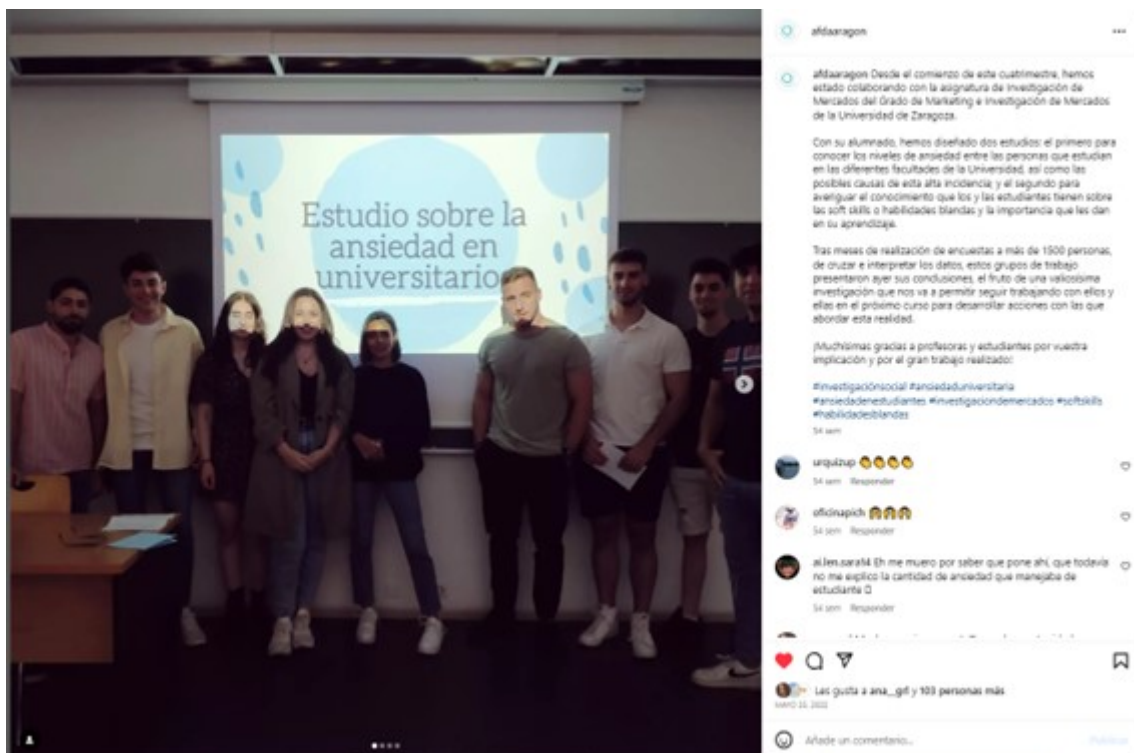 Estudio sobre la
ansiedad en
universitario
afdaaragon
afdaaragon Desde el comienzo de este cuatrimestre, hemos
estado colaborando con la asignatura de Investigación de
Mercados del Grado de Marketing e Investigación de Mercados
de la Universidad de Zaragoza.
Con su alumnado, hemos diseñado dos estudios: el primero para
conocer los niveles de ansiedad entre las personas que estudian
en las diferentes facultades de la Universidad, así como las
posibles causas de esta alta incidencia; y el segundo para
averiguar el conocimiento que los y las estudiantes tienen sobre
las soft skills o habilidades blandas y la importancia que les dan
en su aprendizaje.
Tras meses de realización de encuestas a más de 1500 personas,
de cruzar e interpretar los datos, estos grupos de trabajo
presentaron ayer sus conclusiones, el fruto de una valiosísima
investigación que nos va a permitir seguir trabajando con ellos y
ellas en el próximo curso para desarrollar acciones con las que
abordar esta realidad.
¡Muchísimas gracias a profesoras y estudiantes por vuestra
implicación y por el gran trabajo realizado!
#investigaciónsocial #ansiedaduniversitaria
#ansiedadenestudiantes #investigaciondemercados #softskills
#habilidadesblandas
54 sem
urquizup
54 sem Responder
oficinapich
54 sem Responder
Eh me muero por saber que pone ahí, que todavía
no me explico la cantidad de ansiedad que manejaba de
estudiante
54 sem Responder
Les gusta a ana_grl y 103 personas más
2022
Añade un comentario...
Publicar